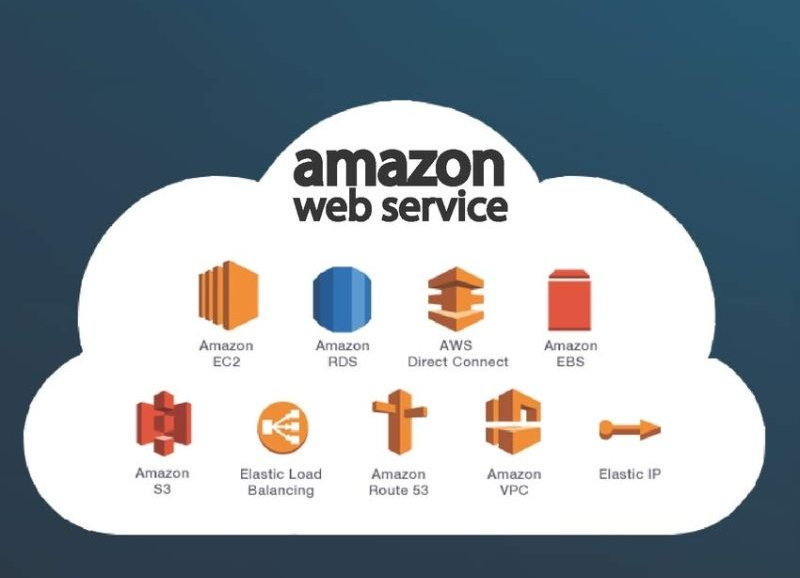 amazon
web service
Amazon
EC2
Amazon
RDS
AWS
Direct Connect
Amazon
EBS
Amazon
S3
Elastic Load
Balancing
Amazon
Route 53
Amazon
VPC
Elastic IP